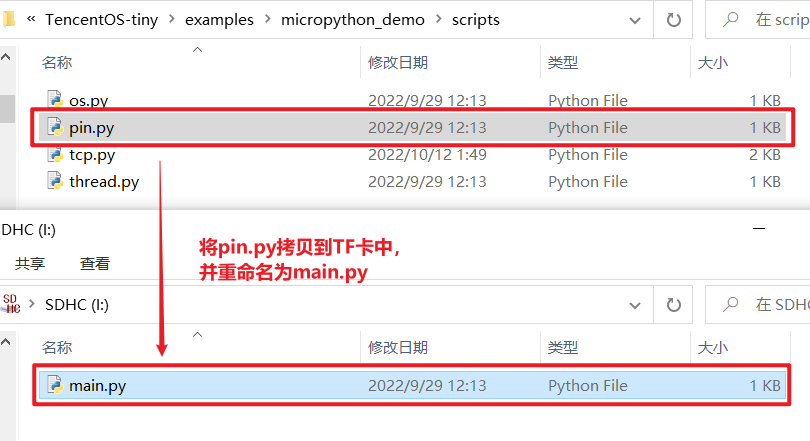 « TencentOS-tiny > examples > micropython_demo > scripts 在 scrip
名称 修改日期 类型 大小
os.py 2022/9/29 12:13 Python File 1 KB
pin.py 2022/9/29 12:13 Python File 1 KB
tcp.py 2022/10/12 1:49 Python File 2 KB
thread.py 2022/9/29 12:13 Python File 1 KB
DHC (I:)
共享 查看
将pin.py拷贝到TF卡中，
并重命名为main.py
SD HC > SDHC (I:) 在 SDHC
名称 修改日期 类型 大小
main.py 2022/9/29 12:13 Python File 1 KB